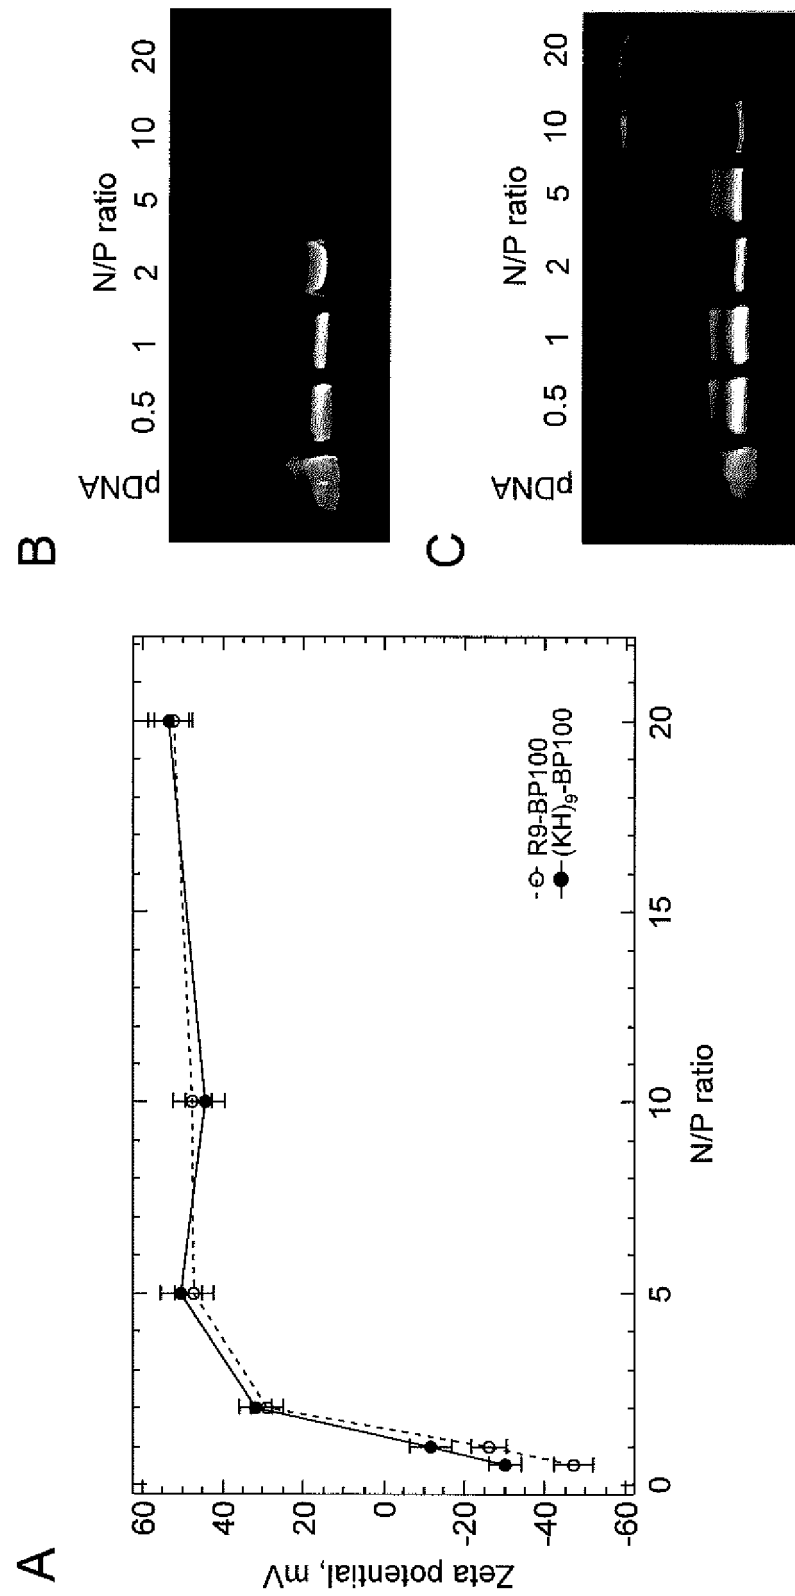 A
Zeta potential, mV
60
40
20
0
-20
-40
-60
0
5
10
15
20
N/P ratio
R9-BP100
(KH)₉-BP100
B
N/P ratio
pDNA 0.5 1 2 5 10 20
C
N/P ratio
pDNA 0.5 1 2 5 10 20